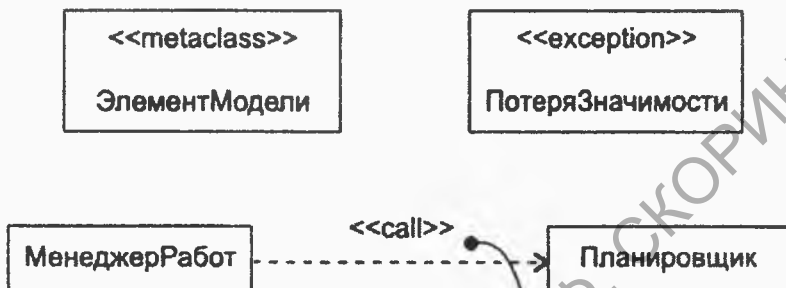 <<metaclass>>
ЭлементМодели
<<exception>>
ПотеряЗначимости
<<call>>
МенеджерРабот
Планировщик